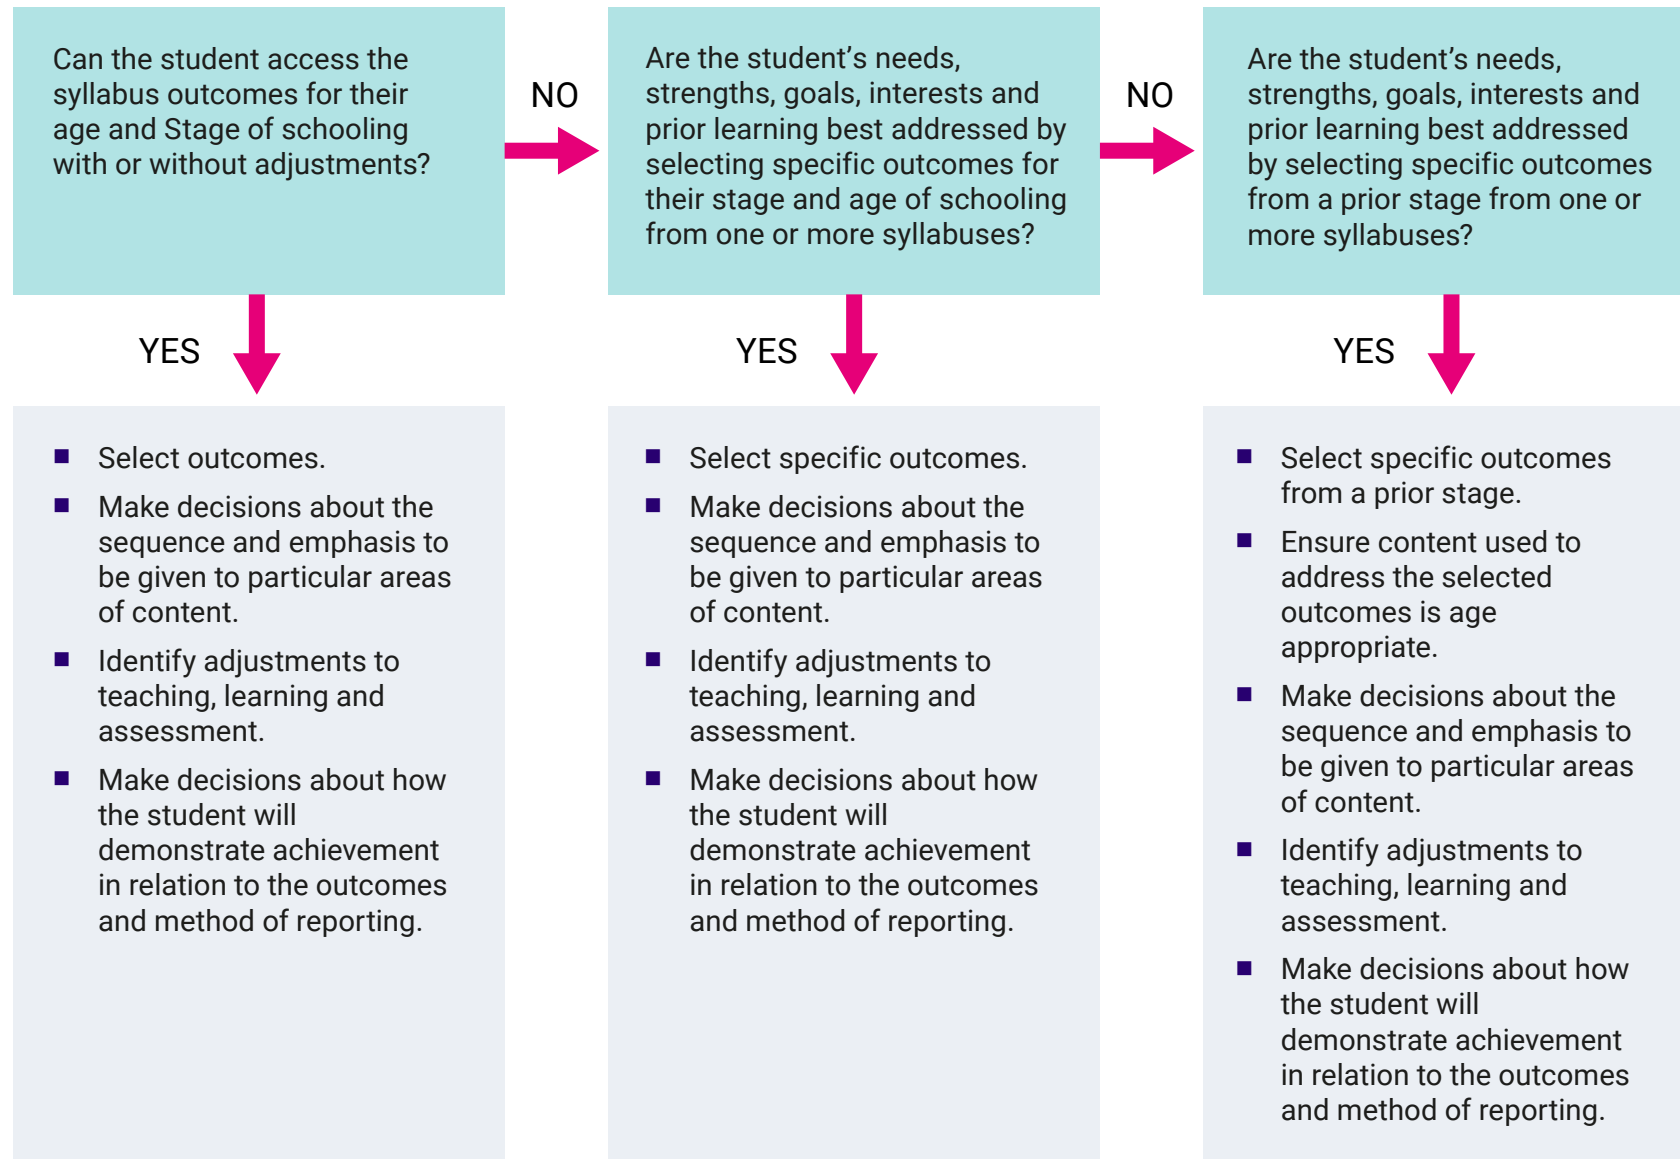 Can the student access the
syllabus outcomes for their
age and Stage of schooling
with or without adjustments?
NO
Are the student’s needs,
strengths, goals, interests and
prior learning best addressed by
selecting specific outcomes for
their stage and age of schooling
from one or more syllabuses?
NO
Are the student’s needs,
strengths, goals, interests and
prior learning best addressed
by selecting specific outcomes
from a prior stage from one or
more syllabuses?
YES
YES
YES
Select outcomes.
Make decisions about the
sequence and emphasis to
be given to particular areas
of content.
Identify adjustments to
teaching, learning and
assessment.
Make decisions about how
the student will
demonstrate achievement
in relation to the outcomes
and method of reporting.
Select specific outcomes.
Make decisions about the
sequence and emphasis to
be given to particular areas
of content.
Identify adjustments to
teaching, learning and
assessment.
Make decisions about how
the student will
demonstrate achievement
in relation to the outcomes
and method of reporting.
Select specific outcomes
from a prior stage.
Ensure content used to
address the selected
outcomes is age
appropriate.
Make decisions about the
sequence and emphasis to
be given to particular areas
of content.
Identify adjustments to
teaching, learning and
assessment.
Make decisions about how
the student will
demonstrate achievement
in relation to the outcomes
and method of reporting.